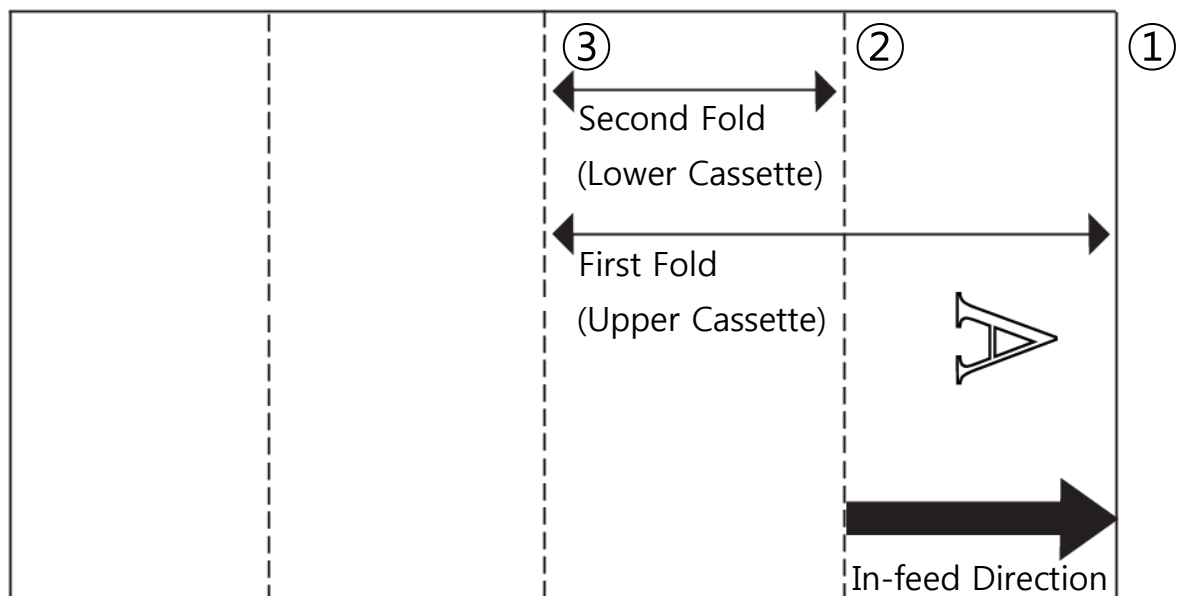 ③ ② ①
Second Fold
(Lower Cassette)
First Fold
(Upper Cassette)
A
In-feed Direction